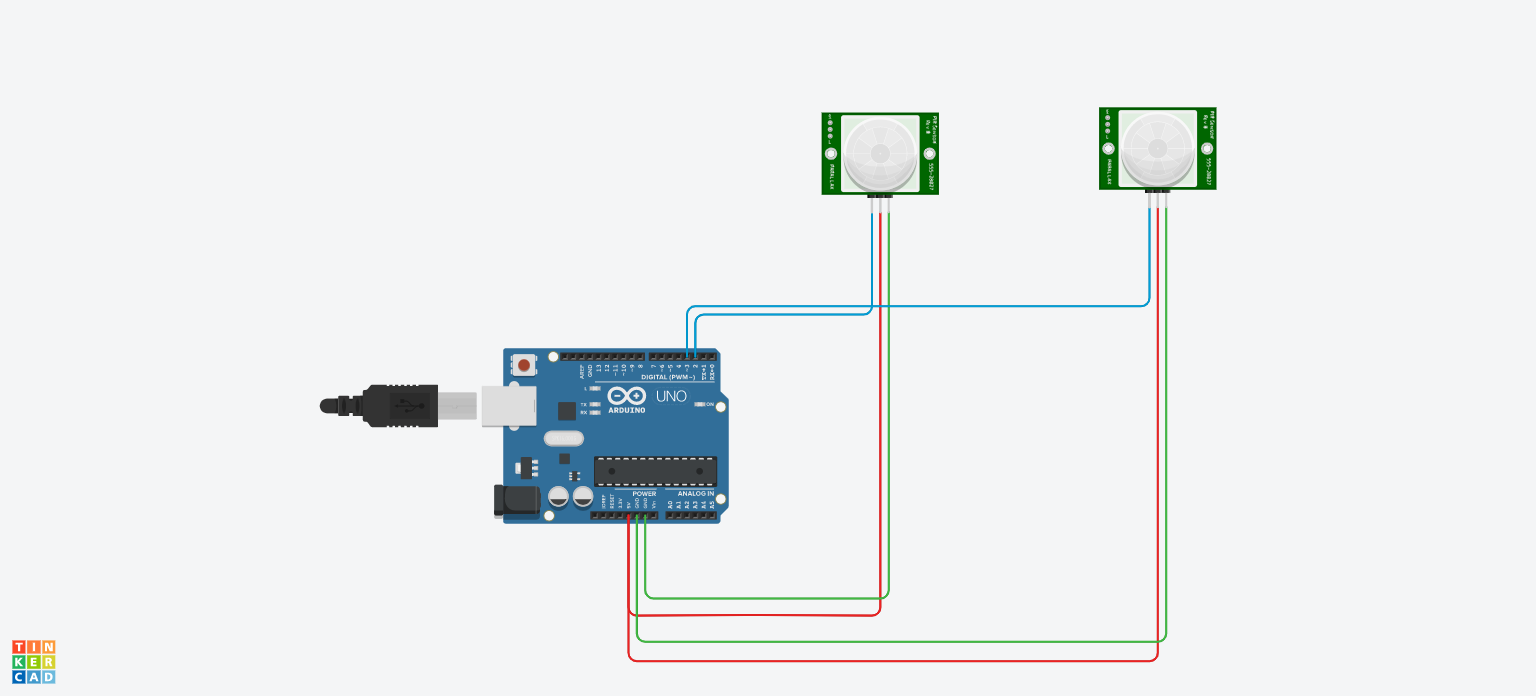 PIR Sensor
Rev B
PARALLAX
555-28027
PIR Sensor
Rev B
PARALLAX
555-28027
AREF
GND
13
12
~11
~10
~9
8
7
~6
~5
4
~3
2
TX→1
RX←0
DIGITAL (PWM~)
L
TX
RX
UNO
ARDUINO
ON
POWER
ANALOG IN
IOREF
RESET
3.3V
5V
GND
GND
Vin
A0
A1
A2
A3
A4
A5
TIN
KER
CAD